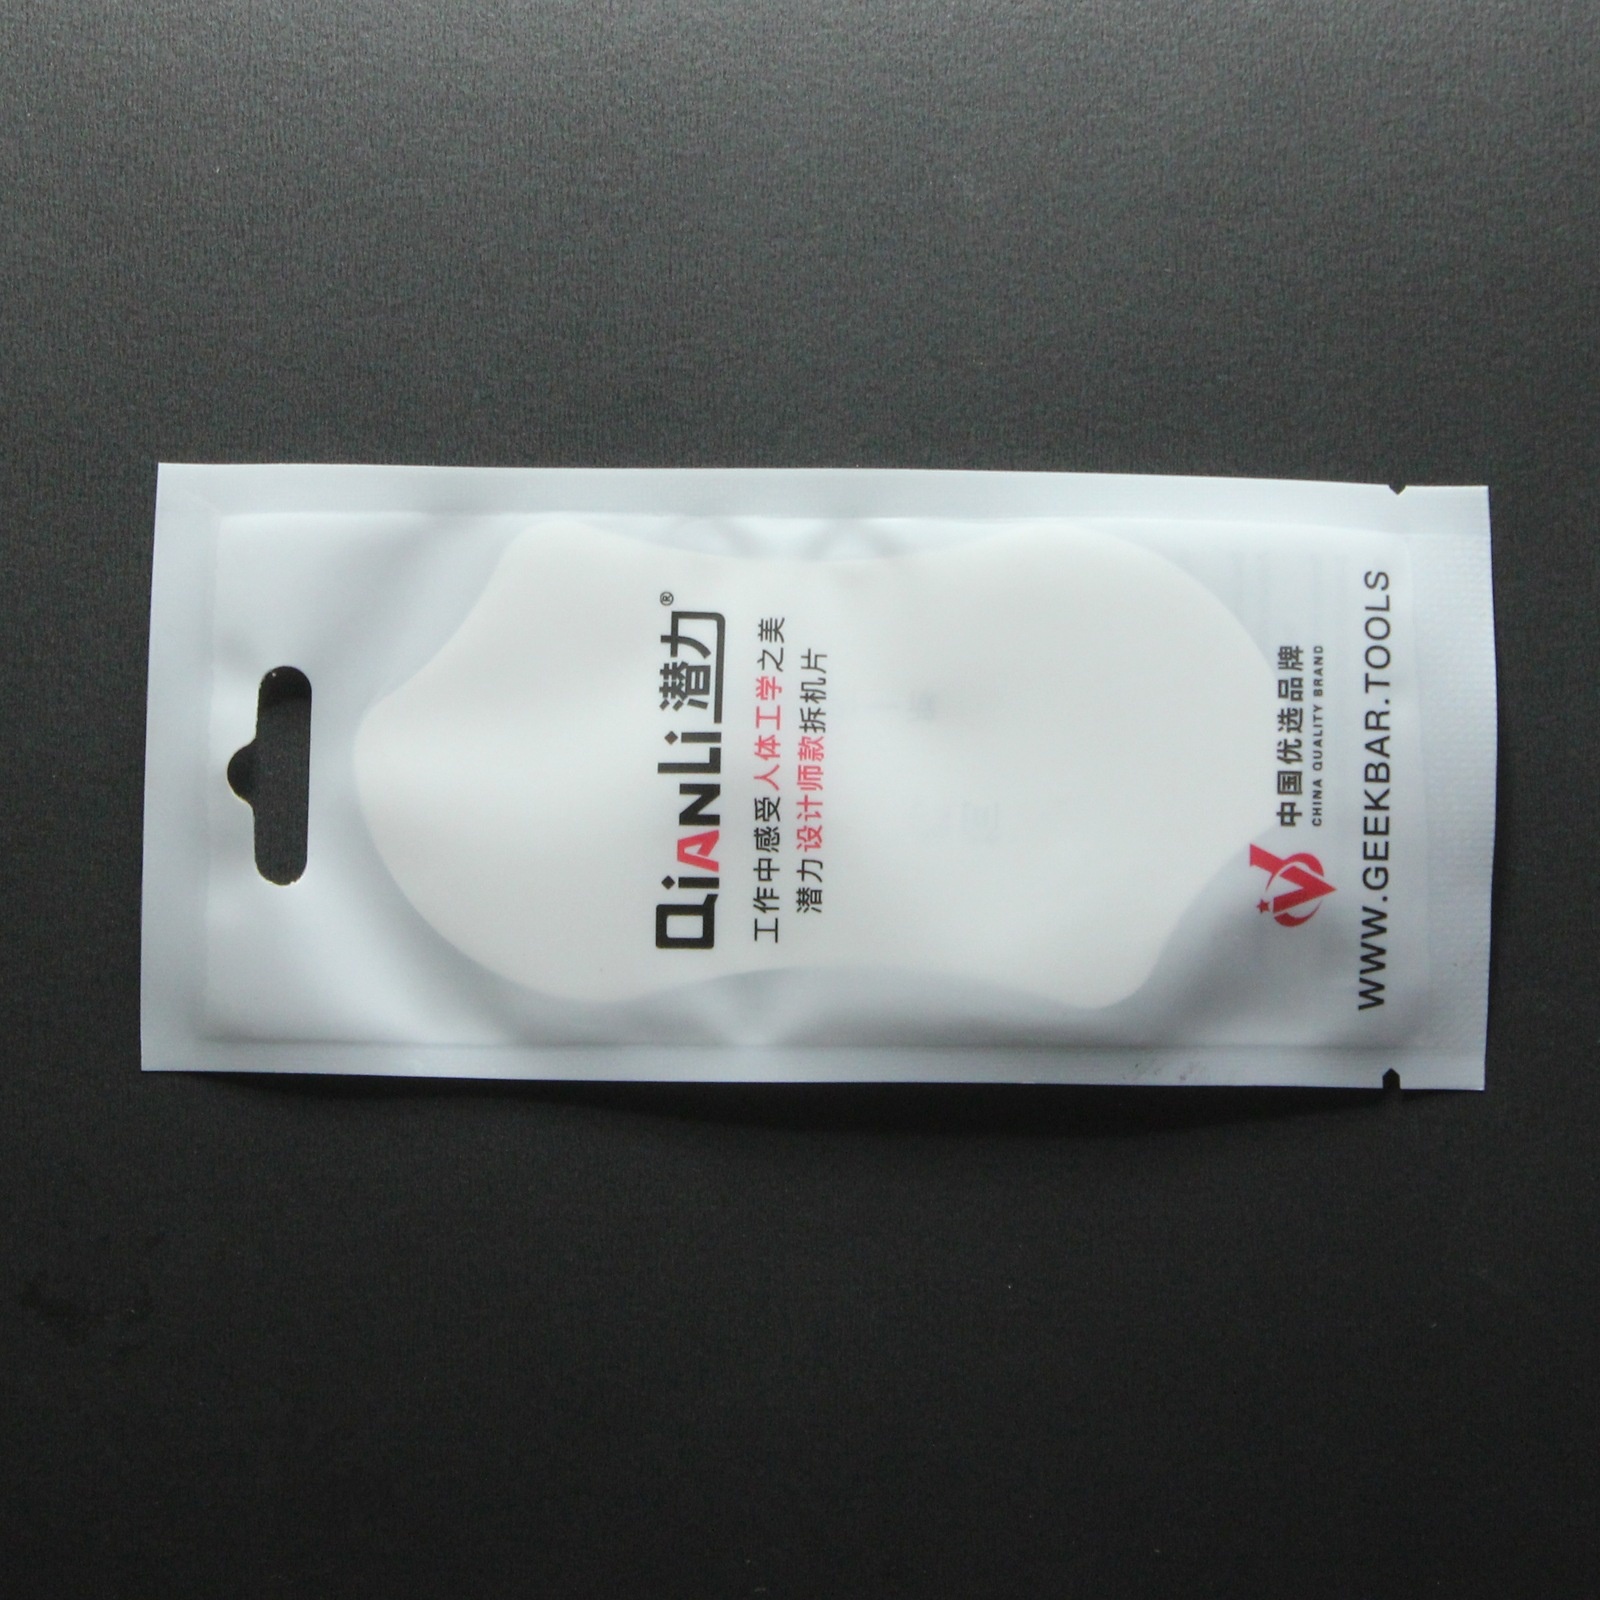 QiANLi 潜力®
工作中感受人体工学之美
潜力设计师款拆机片
中国优选品牌
CHINA QUALITY BRAND
WWW.GEEKBAR.TOOLS